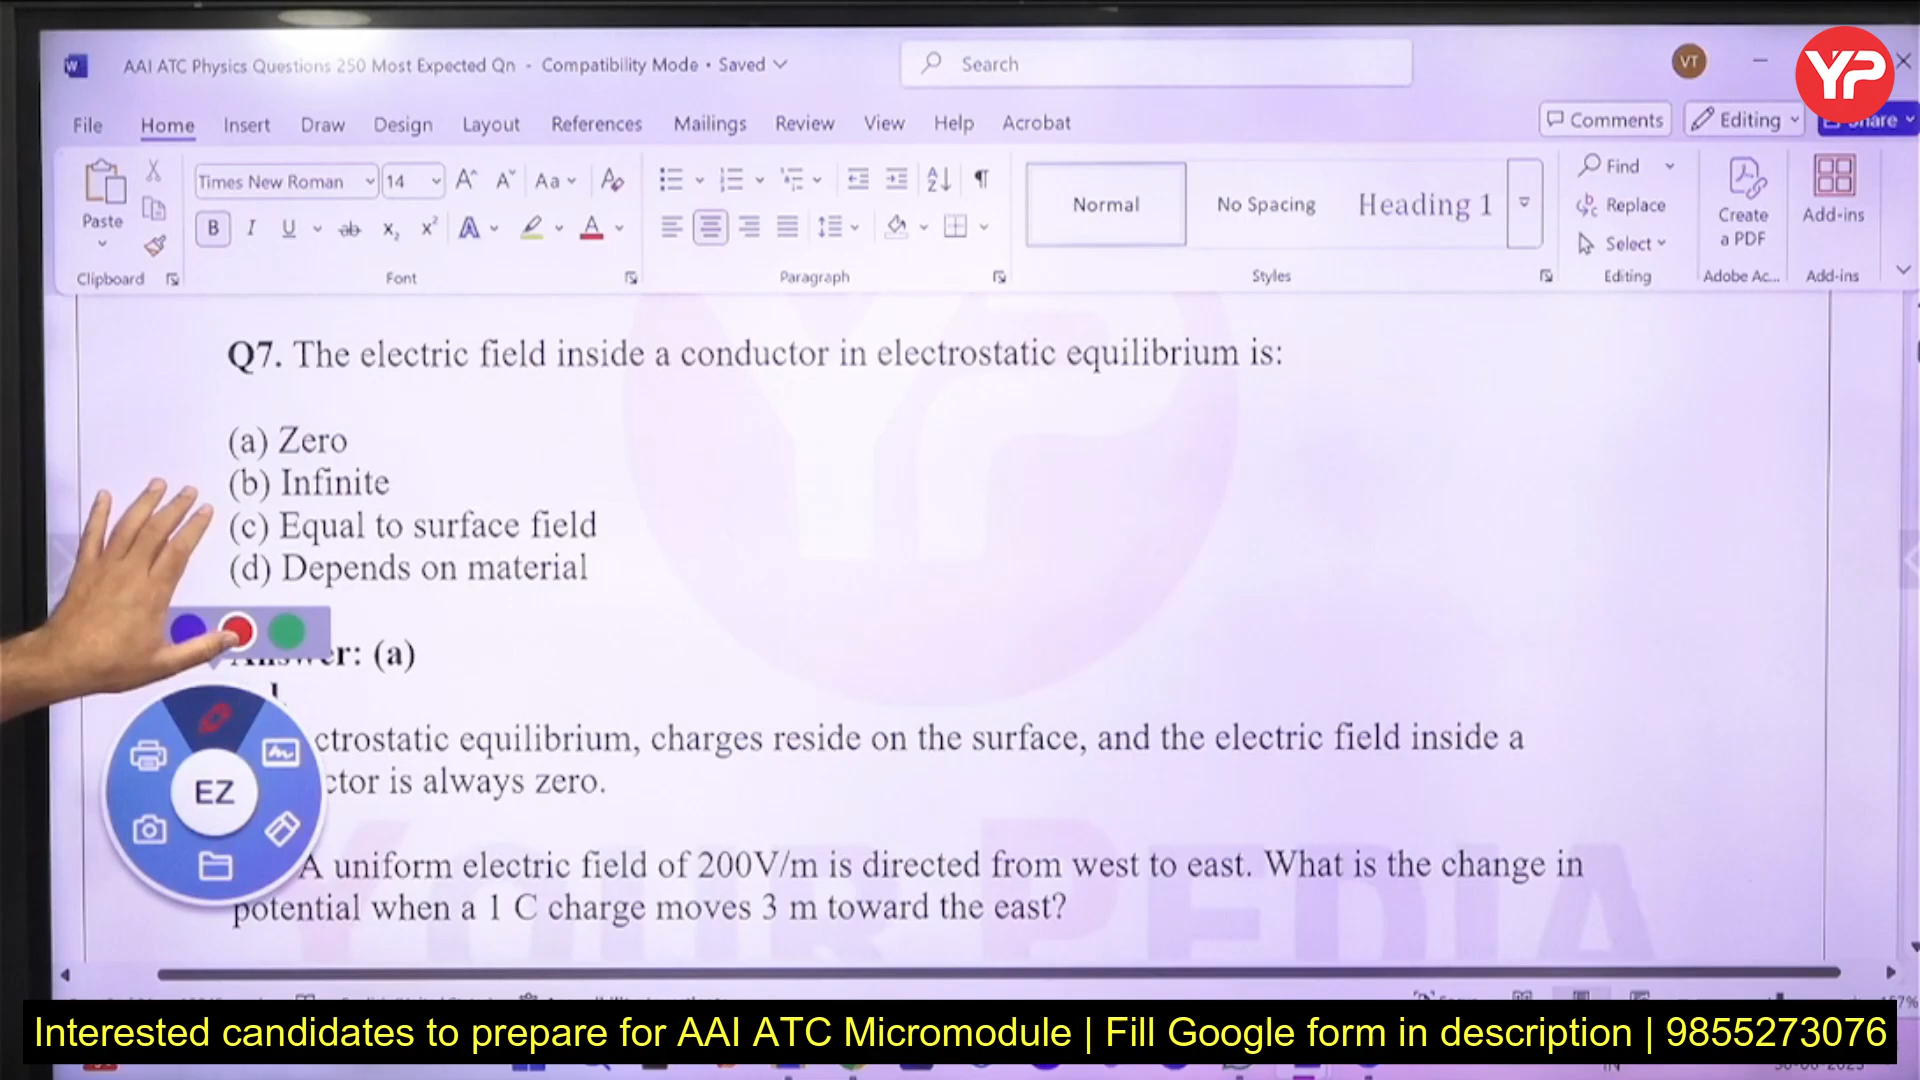 AAI ATC Physics Questions 250 Most Expected Qn - Compatibility Mode • Saved
Search
VT
YP
File Home Insert Draw Design Layout References Mailings Review View Help Acrobat
Comments
Editing
Share
Paste
Clipboard
Times New Roman
14
Font
Paragraph
Normal
No Spacing
Heading 1
Styles
Find
Replace
Select
Editing
Create
a PDF
Adobe Ac...
Add-ins
Add-ins
Q7. The electric field inside a conductor in electrostatic equilibrium is:
(a) Zero
(b) Infinite
(c) Equal to surface field
(d) Depends on material
Answer: (a)
ctrostatic equilibrium, charges reside on the surface, and the electric field inside a
ctor is always zero.
EZ
A uniform electric field of 200V/m is directed from west to east. What is the change in
potential when a 1 C charge moves 3 m toward the east?
YOUR PEDIA
Interested candidates to prepare for AAI ATC Micromodule | Fill Google form in description | 9855273076